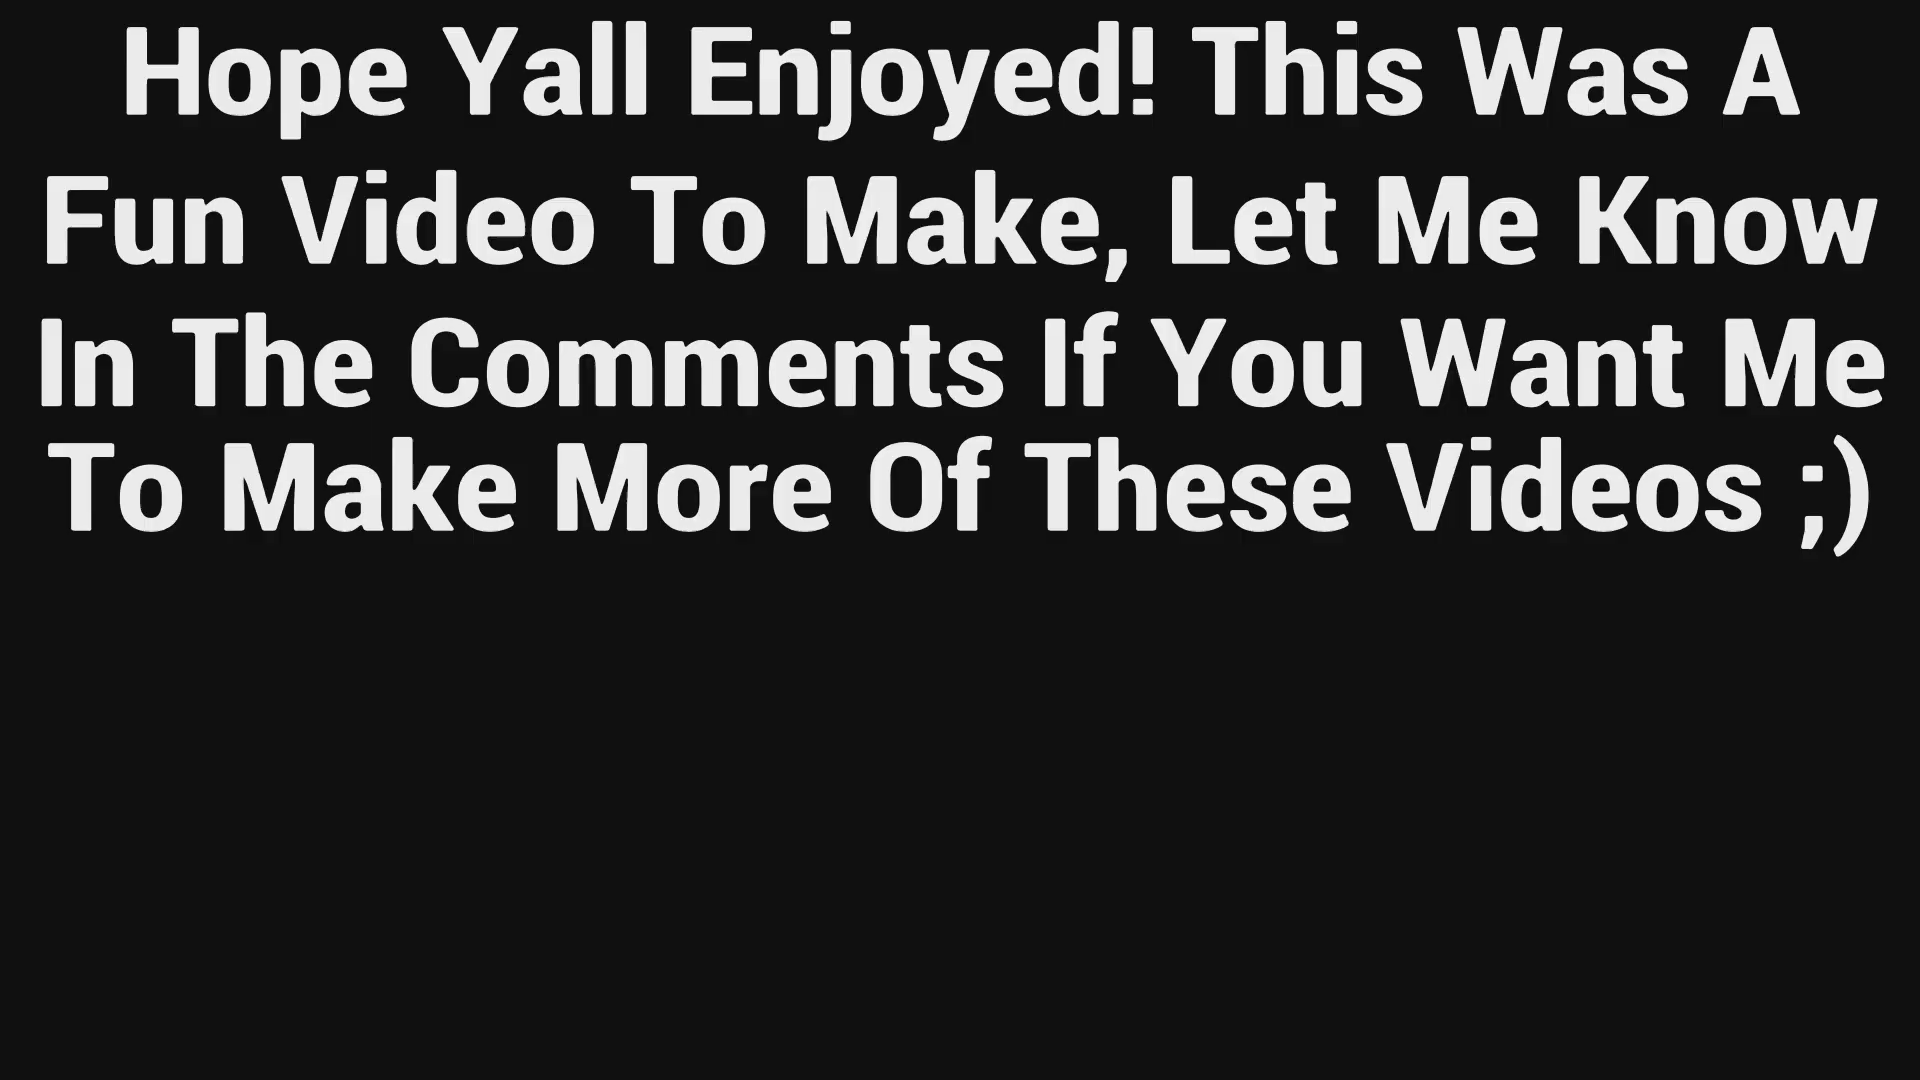 Hope Yall Enjoyed! This Was A
Fun Video To Make, Let Me Know
In The Comments If You Want Me
To Make More Of These Videos ;)